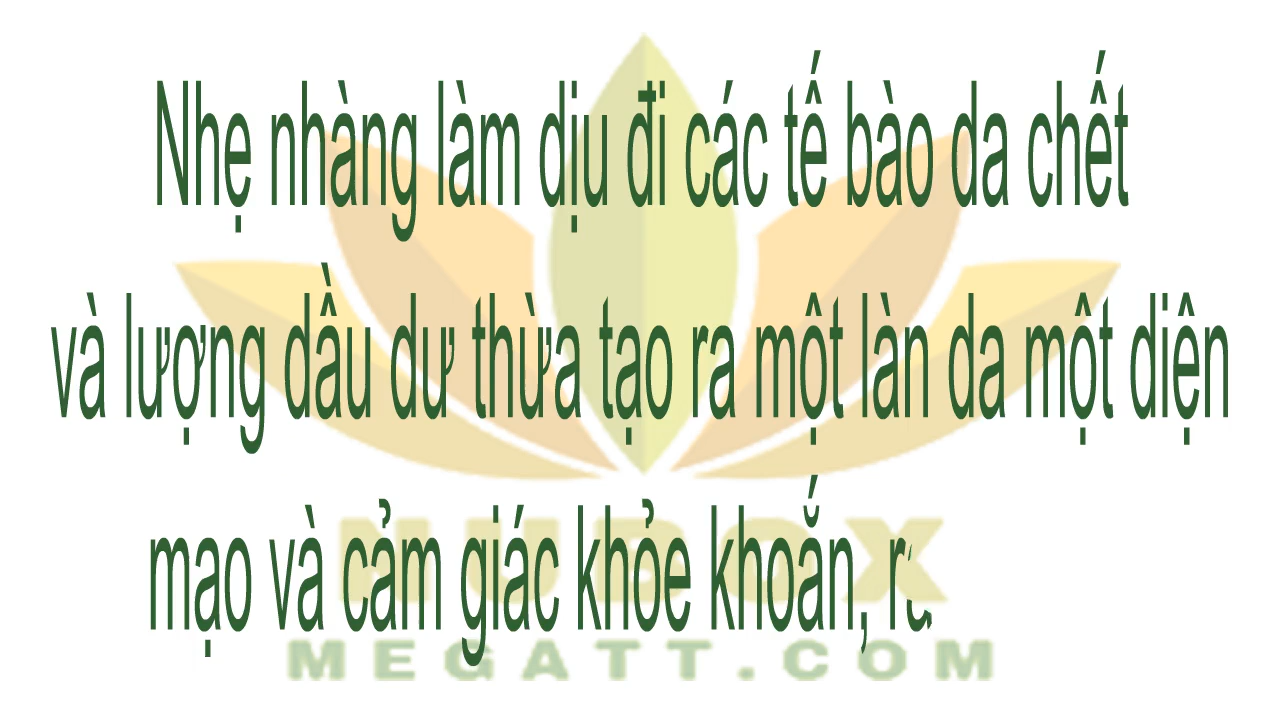 Nhẹ nhàng làm dịu đi các tế bào da chết
và lượng dầu dư thừa tạo ra một làn da một diện
mạo và cảm giác khỏe khoắn,
NUBOX
MEGATT.COM